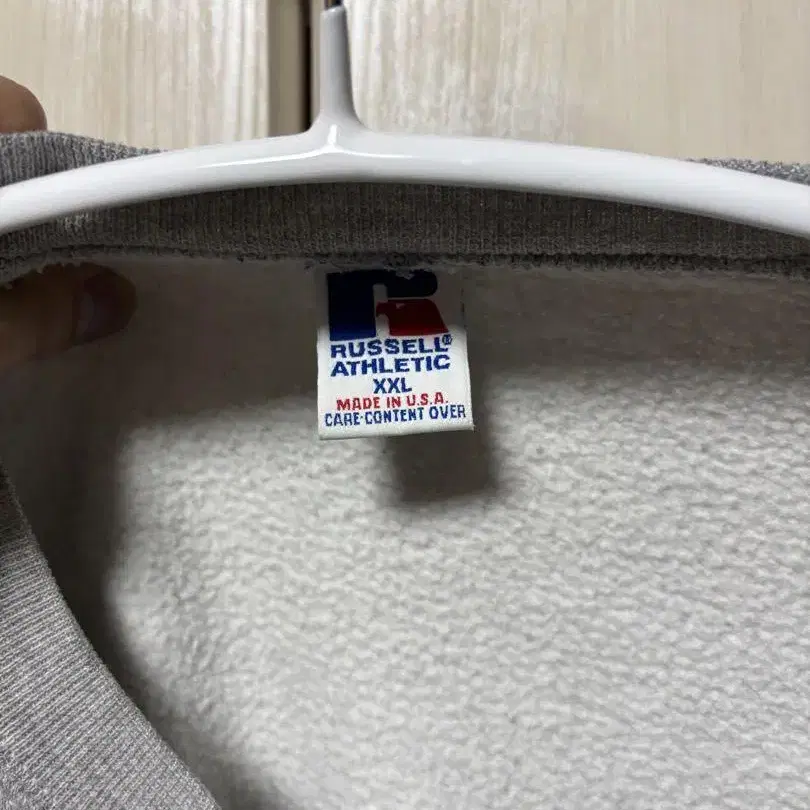 RUSSELL®
ATHLETIC
XXL
MADE IN U.S.A.
CARE-CONTENT OVER